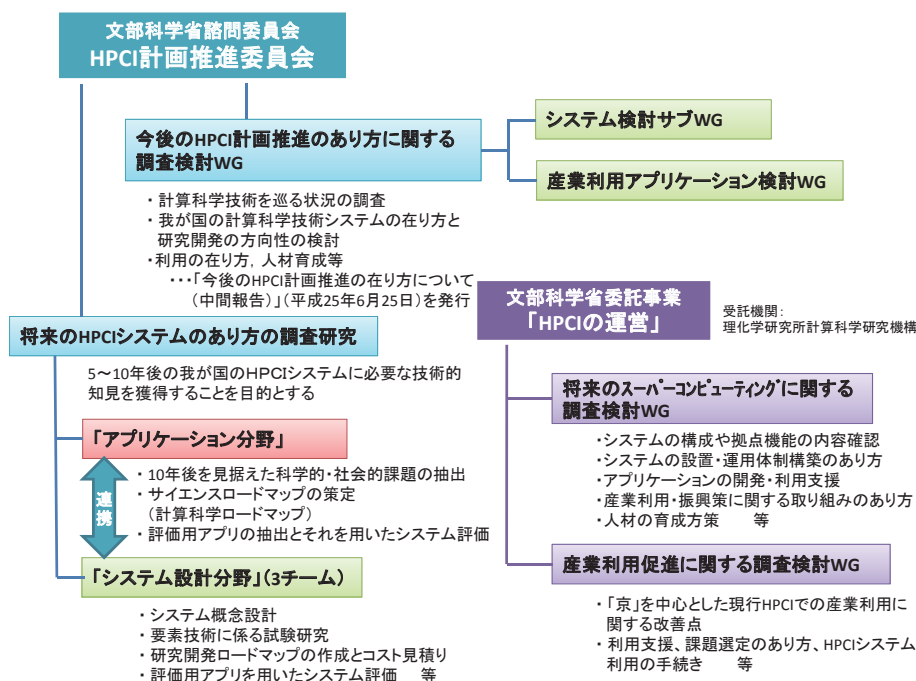 文部科学省諮問委員会
HPCI計画推進委員会
今後のHPCI計画推進のあり方に関する
調査検討WG
システム検討サブWG
産業利用アプリケーション検討WG
・計算科学技術を巡る状況の調査
・我が国の計算科学技術システムの在り方と
研究開発の方向性の検討
・利用の在り方，人材育成等
・・・「今後のHPCI計画推進の在り方について
（中間報告）」（平成25年6月25日）を発行
将来のHPCIシステムのあり方の調査研究
5～10年後の我が国のHPCIシステムに必要な技術的
知見を獲得することを目的とする
「アプリケーション分野」
・10年後を見据えた科学的・社会的課題の抽出
・サイエンスロードマップの策定
（計算科学ロードマップ）
・評価用アプリの抽出とそれを用いたシステム評価
連携
「システム設計分野」（3チーム）
・システム概念設計
・要素技術に係る試験研究
・研究開発ロードマップの作成とコスト見積り
・評価用アプリを用いたシステム評価　等
文部科学省委託事業
「HPCIの運営」
受託機関：
理化学研究所計算科学研究機構
将来のスーパーコンピューティングに関する
調査検討WG
・システムの構成や拠点機能の内容確認
・システムの設置・運用体制構築のあり方
・アプリケーションの開発・利用支援
・産業利用・振興策に関する取り組みのあり方
・人材の育成方策　　等
産業利用促進に関する調査検討WG
・「京」を中心とした現行HPCIでの産業利用に
関する改善点
・利用支援、課題選定のあり方、HPCIシステム
利用の手続き　　等